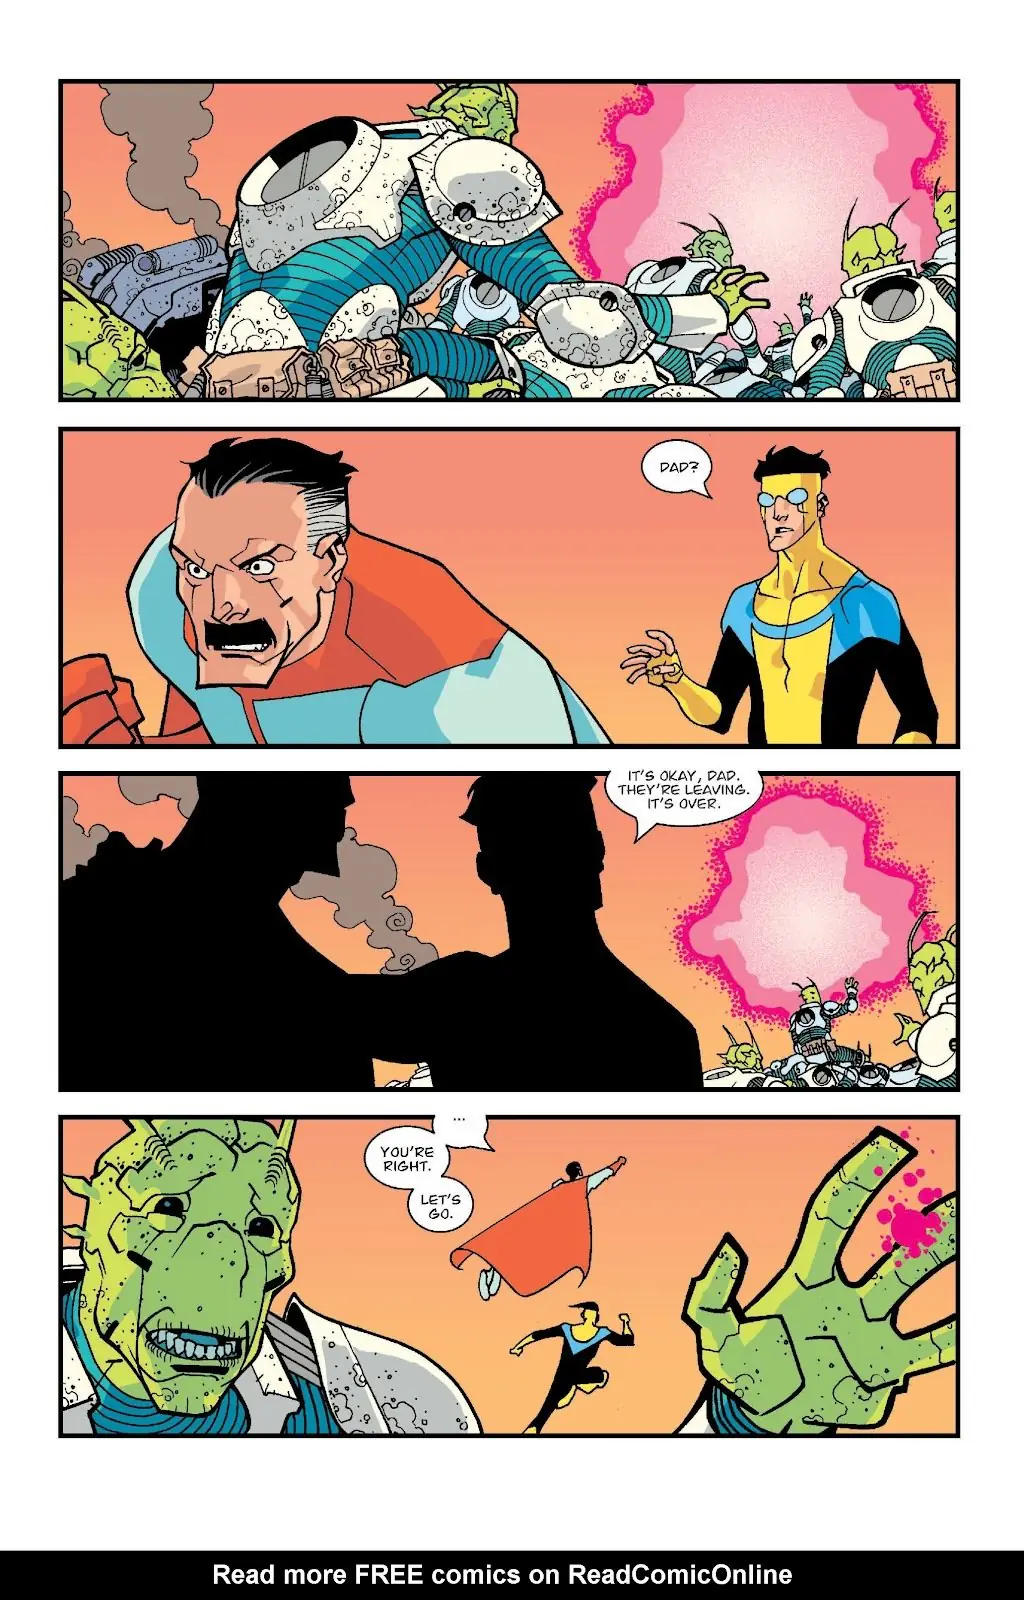 DAD?
IT'S OKAY, DAD.
THEY'RE LEAVING.
IT'S OVER.
...
YOU'RE
RIGHT.
LET'S
GO.
Read more FREE comics on ReadComicOnline